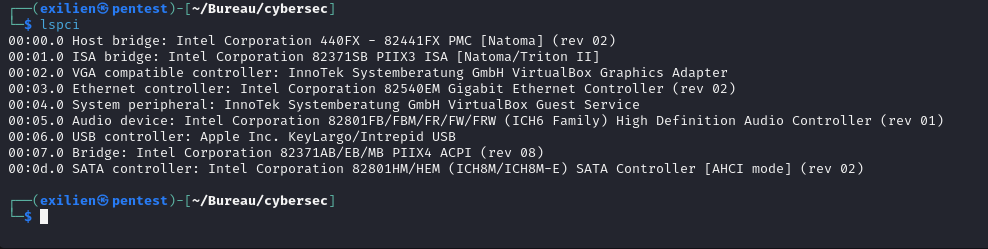 ┌──(exilien㉿pentest)-[~/Bureau/cybersec]
└─$ lspci
00:00.0 Host bridge: Intel Corporation 440FX - 82441FX PMC [Natoma] (rev 02)
00:01.0 ISA bridge: Intel Corporation 82371SB PIIX3 ISA [Natoma/Triton II]
00:02.0 VGA compatible controller: InnoTek Systemberatung GmbH VirtualBox Graphics Adapter
00:03.0 Ethernet controller: Intel Corporation 82540EM Gigabit Ethernet Controller (rev 02)
00:04.0 System peripheral: InnoTek Systemberatung GmbH VirtualBox Guest Service
00:05.0 Audio device: Intel Corporation 82801FB/FBM/FR/FW/FRW (ICH6 Family) High Definition Audio Controller (rev 01)
00:06.0 USB controller: Apple Inc. KeyLargo/Intrepid USB
00:07.0 Bridge: Intel Corporation 82371AB/EB/MB PIIX4 ACPI (rev 08)
00:0d.0 SATA controller: Intel Corporation 82801HM/HEM (ICH8M/ICH8M-E) SATA Controller [AHCI mode] (rev 02)
┌──(exilien㉿pentest)-[~/Bureau/cybersec]
└─$